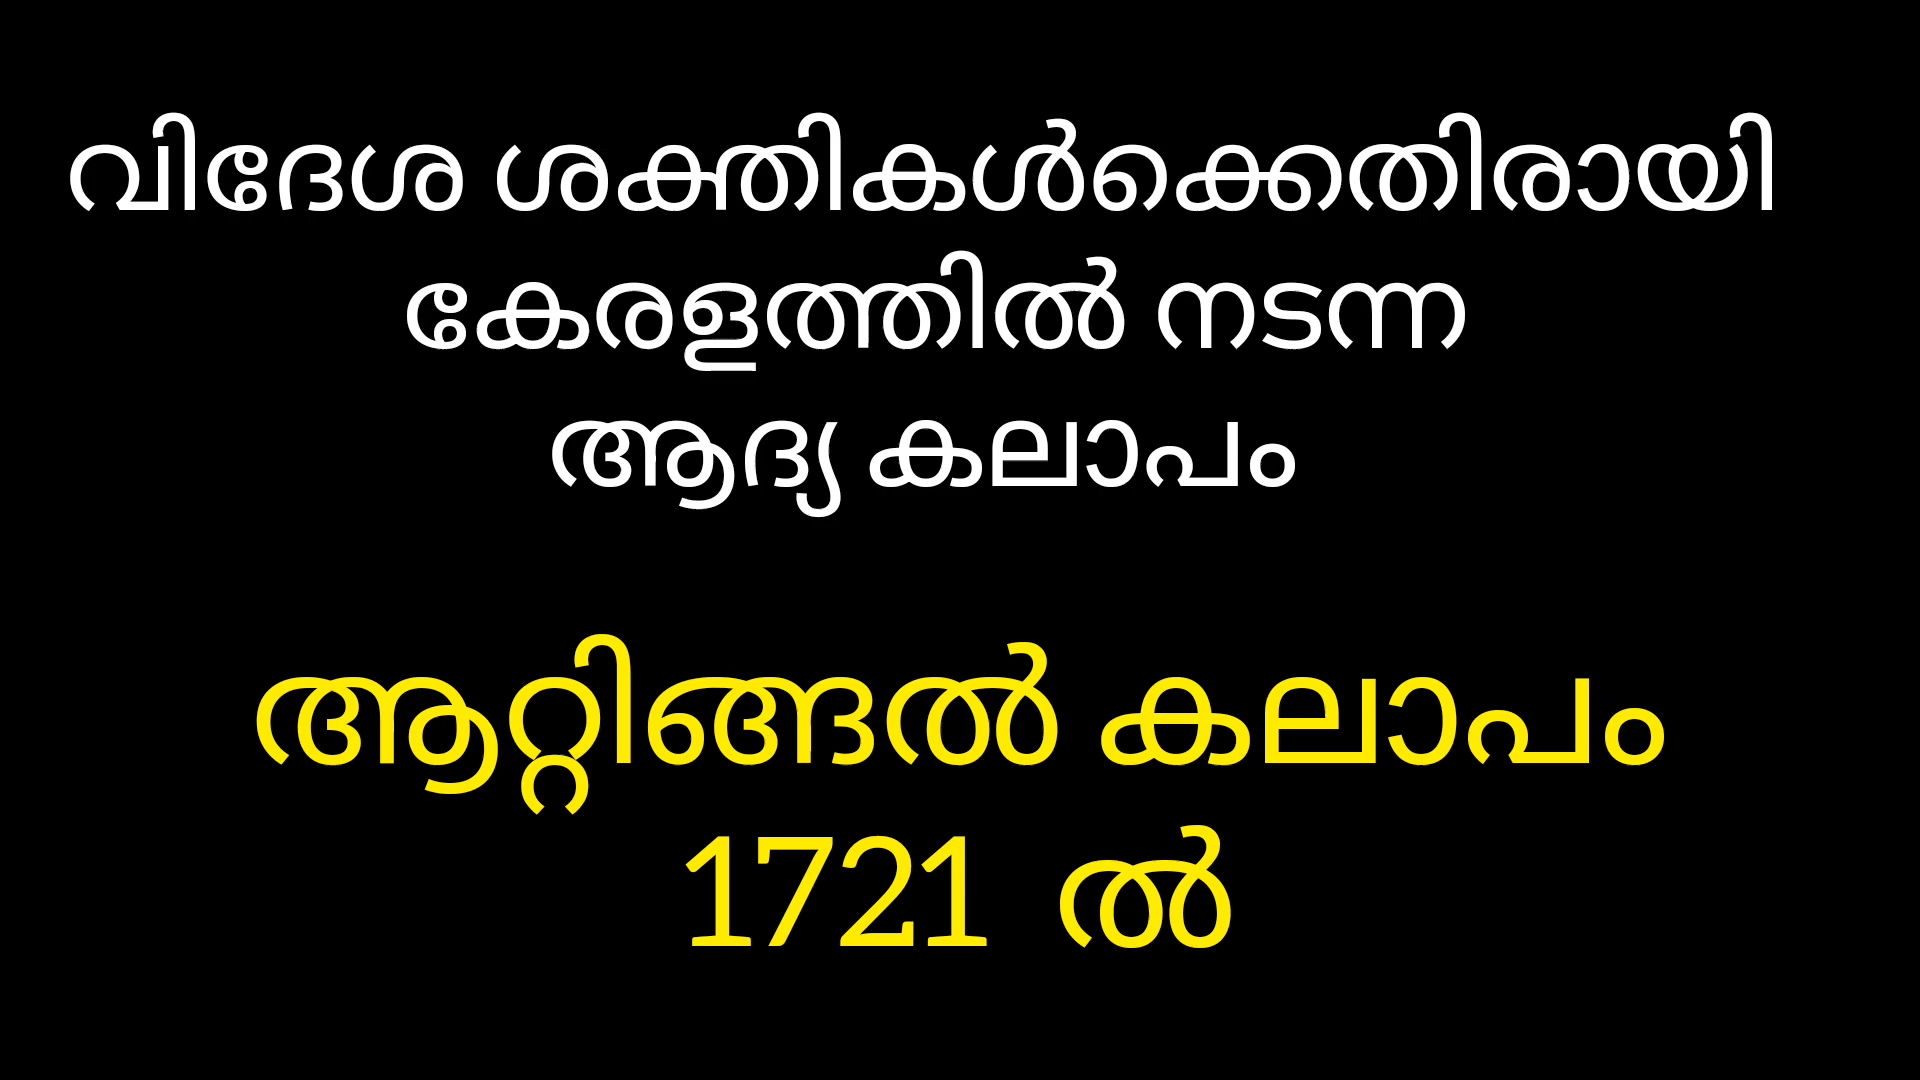 വിദേശ ശക്തികൾക്കെതിരായി
കേരളത്തിൽ നടന്ന
ആദ്യ കലാപം
ആറ്റിങ്ങൽ കലാപം
1721 ൽ